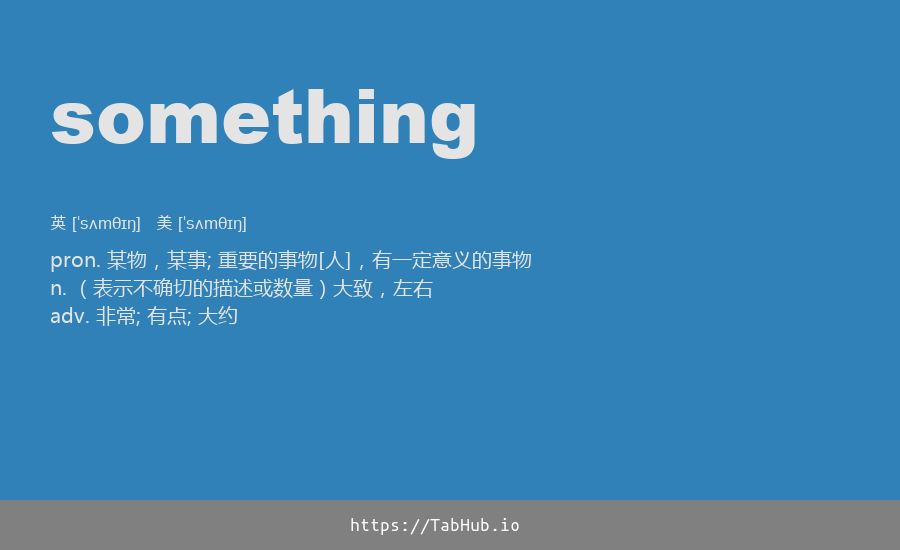 something
英 ['sʌmθɪŋ] 美 ['sʌmθɪŋ]
pron. 某物，某事; 重要的事物[人]，有一定意义的事物
n. （表示不确切的描述或数量）大致，左右
adv. 非常; 有点; 大约
https://TabHub.io